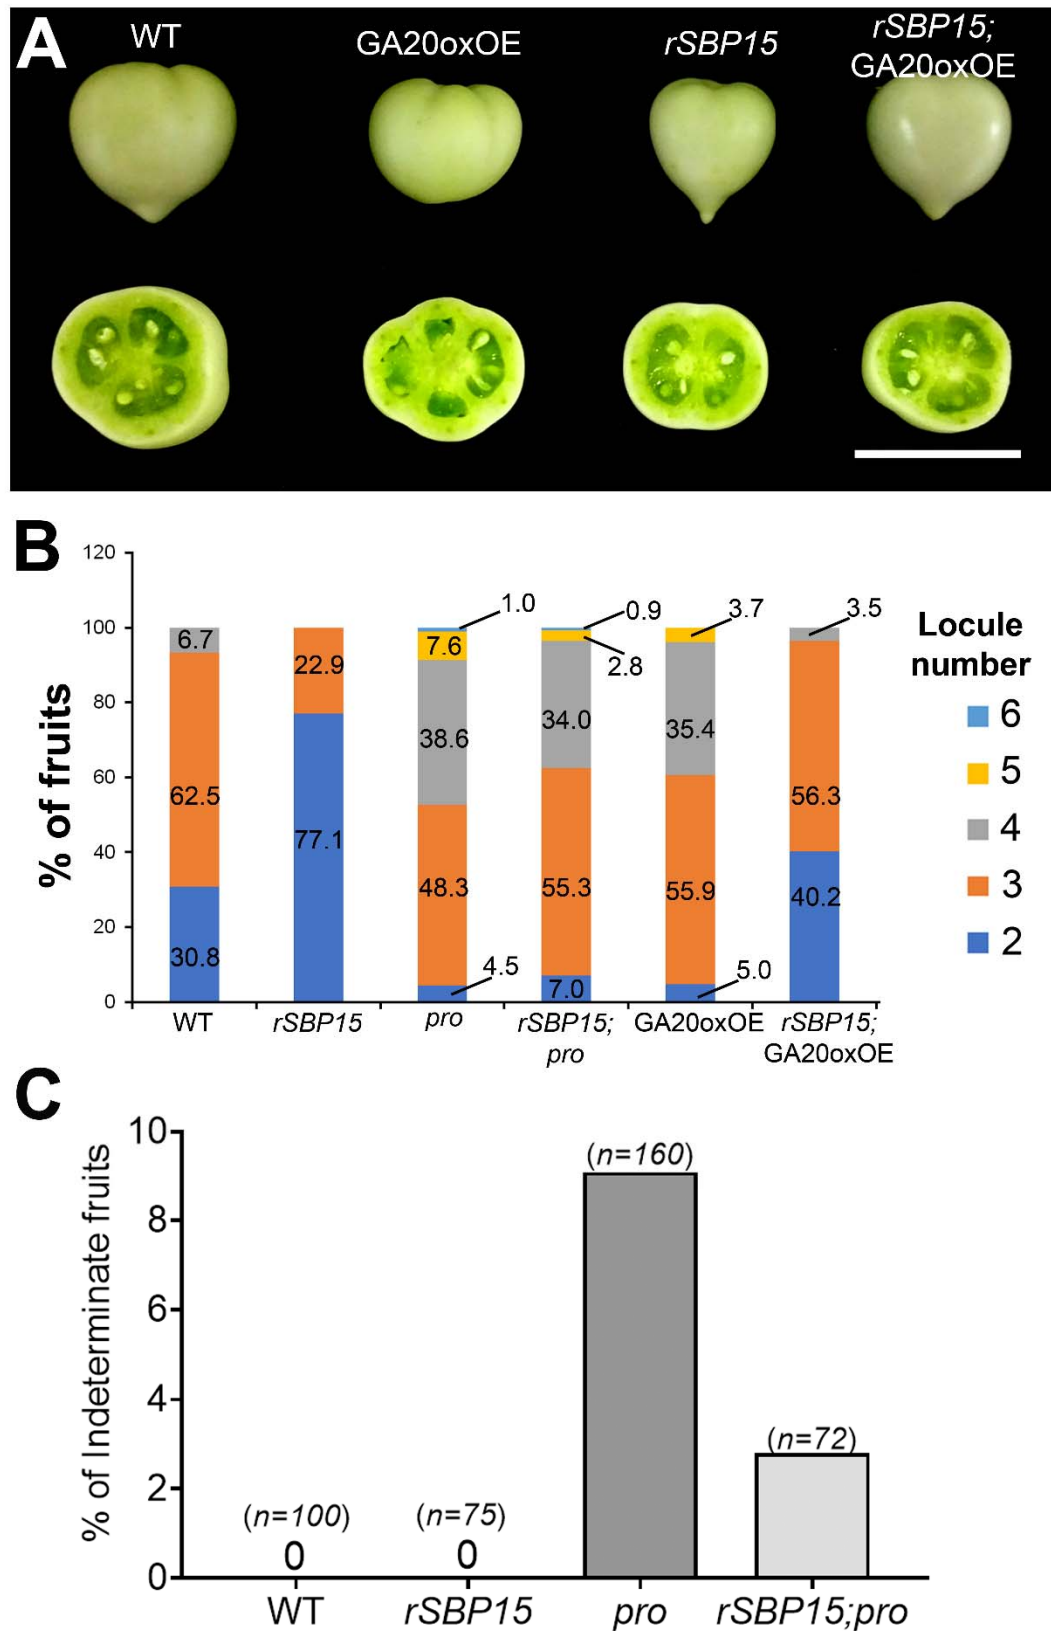 A
WT
GA20oxOE
rSBP15
rSBP15;
GA20oxOE
B
% of fruits
120
100
80
60
40
20
0
6.7
62.5
30.8
22.9
77.1
1.0
7.6
38.6
48.3
4.5
0.9
2.8
34.0
55.3
7.0
3.7
35.4
55.9
5.0
3.5
56.3
40.2
WT
rSBP15
pro
rSBP15;
pro
GA20oxOE
rSBP15;
GA20oxOE
Locule
number
6
5
4
3
2
C
% of Indeterminate fruits
10
8
6
4
2
0
(n=100)
0
(n=75)
0
(n=160)
(n=72)
WT
rSBP15
pro
rSBP15;pro